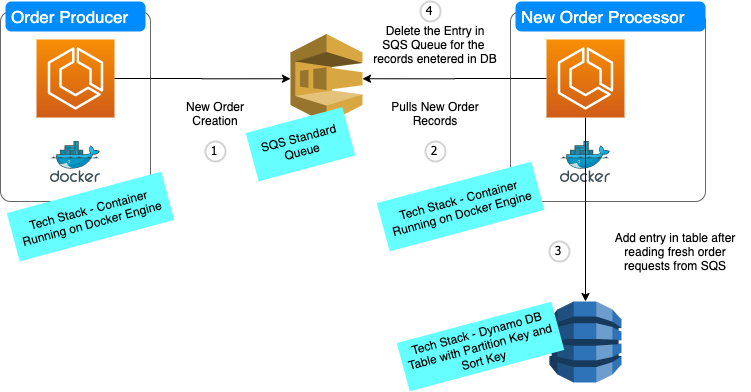 Order Producer
4
New Order Processor
Delete the Entry in
SQS Queue for the
records enetered in DB
New Order
Creation
Pulls New Order
Records
1
SQS Standard
Queue
2
docker
docker
Tech Stack - Container
Running on Docker Engine
Tech Stack - Container
Running on Docker Engine
3
Add entry in table after
reading fresh order
requests from SQS
Tech Stack - Dynamo DB
Table with Partition Key and
Sort Key